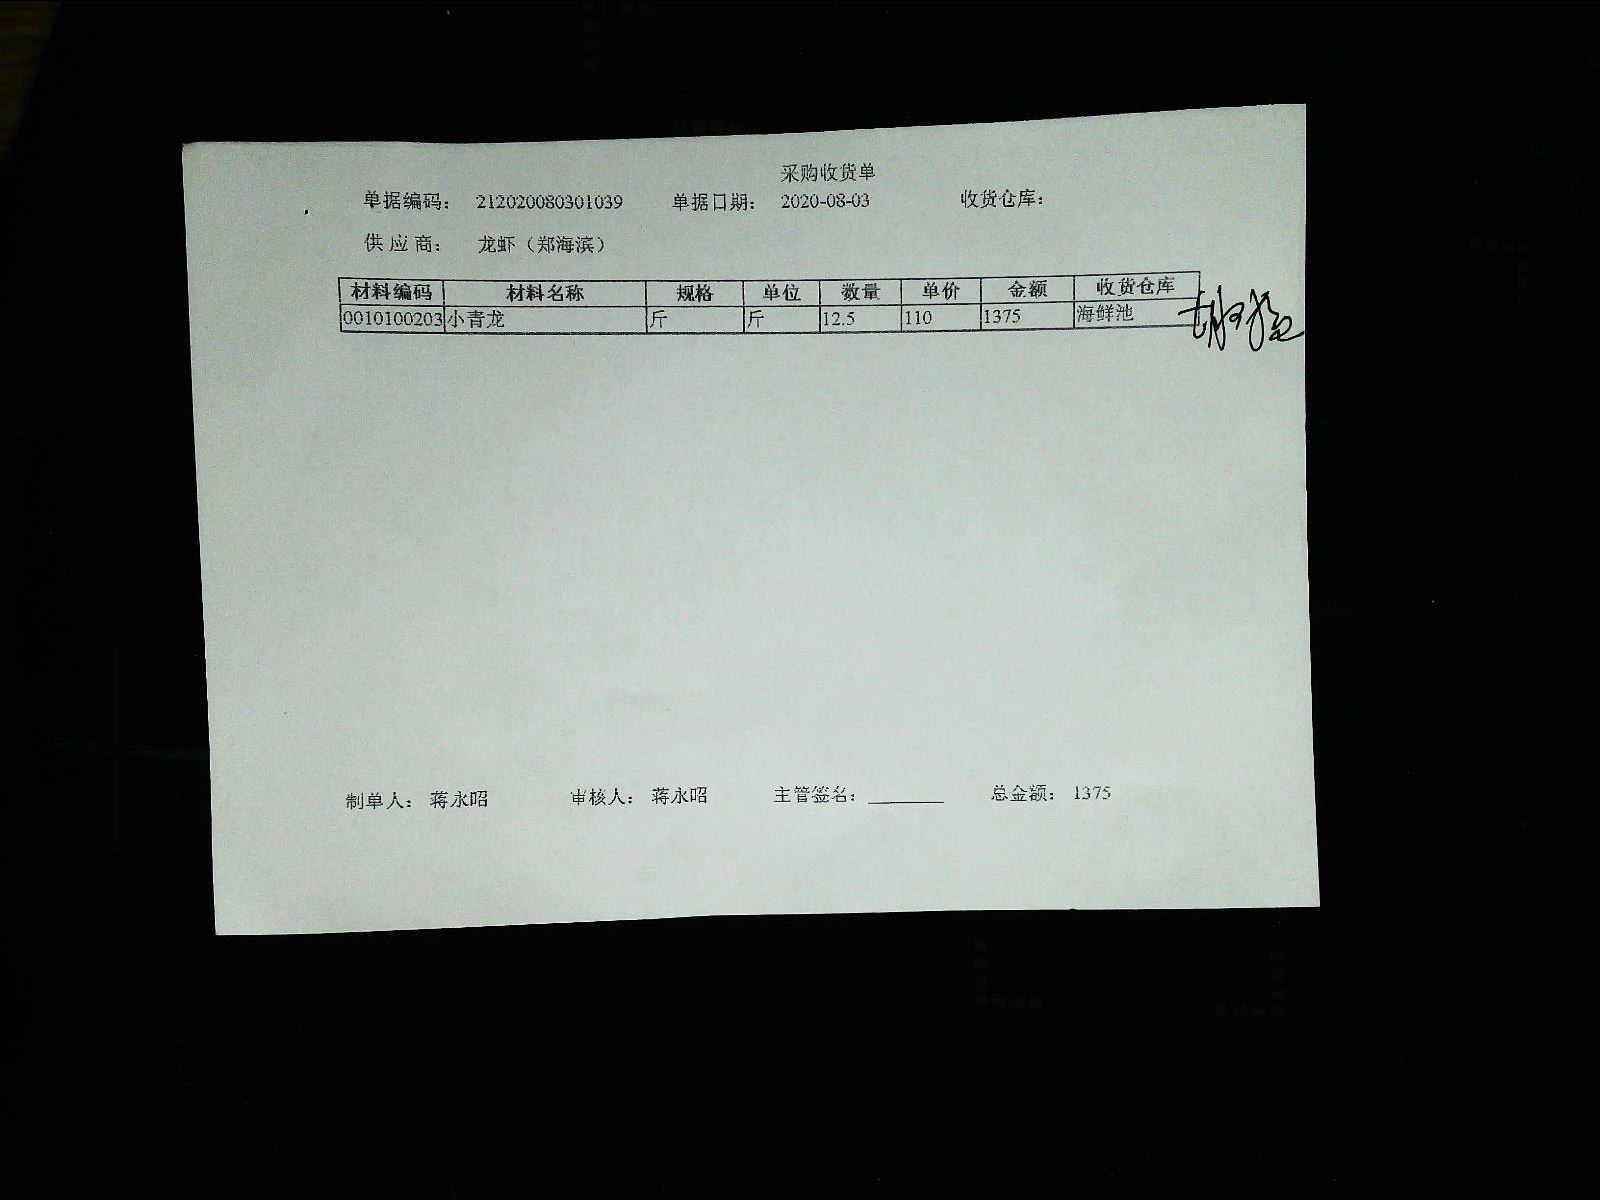 采购收货单
单据编码： 212020080301039 单据日期： 2020-08-03 收货仓库：
供应商： 龙虾（郑海滨）
材料编码 材料名称 规格 单位 数量 单价 金额 收货仓库
0010100203 小青龙 斤 斤 12.5 110 1375 海鲜池
制单人： 蒋永昭 审核人： 蒋永昭 主管签名： ________ 总金额： 1375